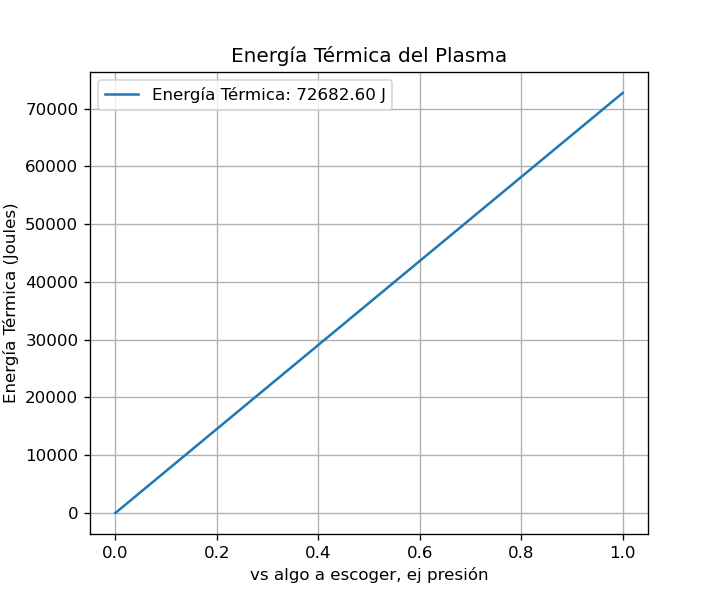 Energía Térmica del Plasma
Energía Térmica: 72682.60 J
Energía Térmica (Joules)
70000
60000
50000
40000
30000
20000
10000
0
0.0 0.2 0.4 0.6 0.8 1.0
vs algo a escoger, ej presión